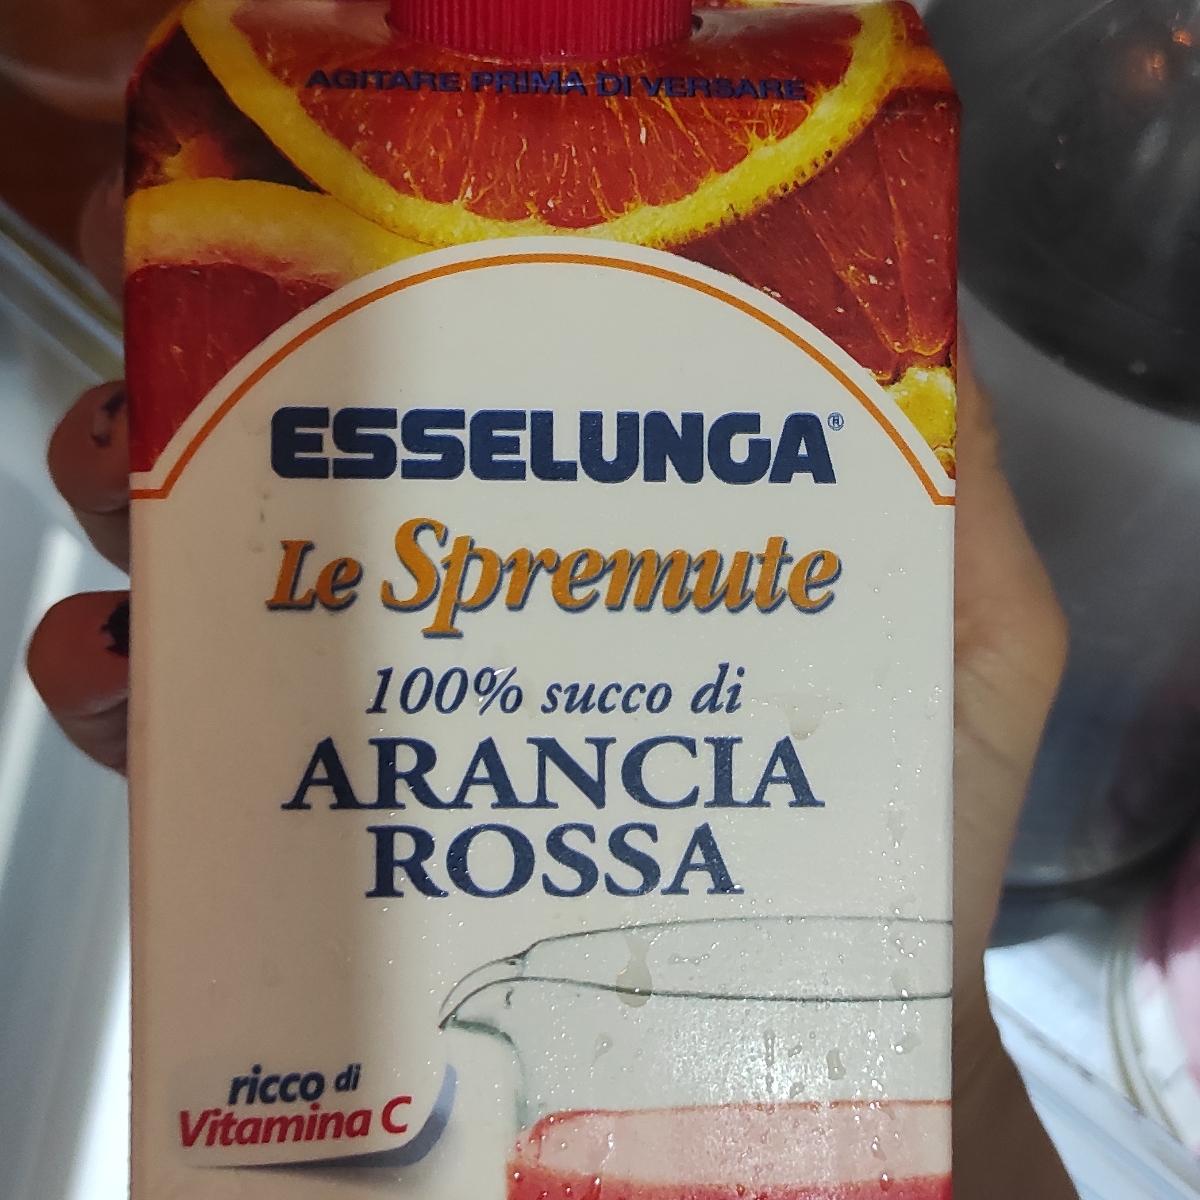 AGITARE PRIMA DI VERSARE
ESSELUNGA®
Le Spremute
100% succo di
ARANCIA
ROSSA
ricco di
Vitamina C